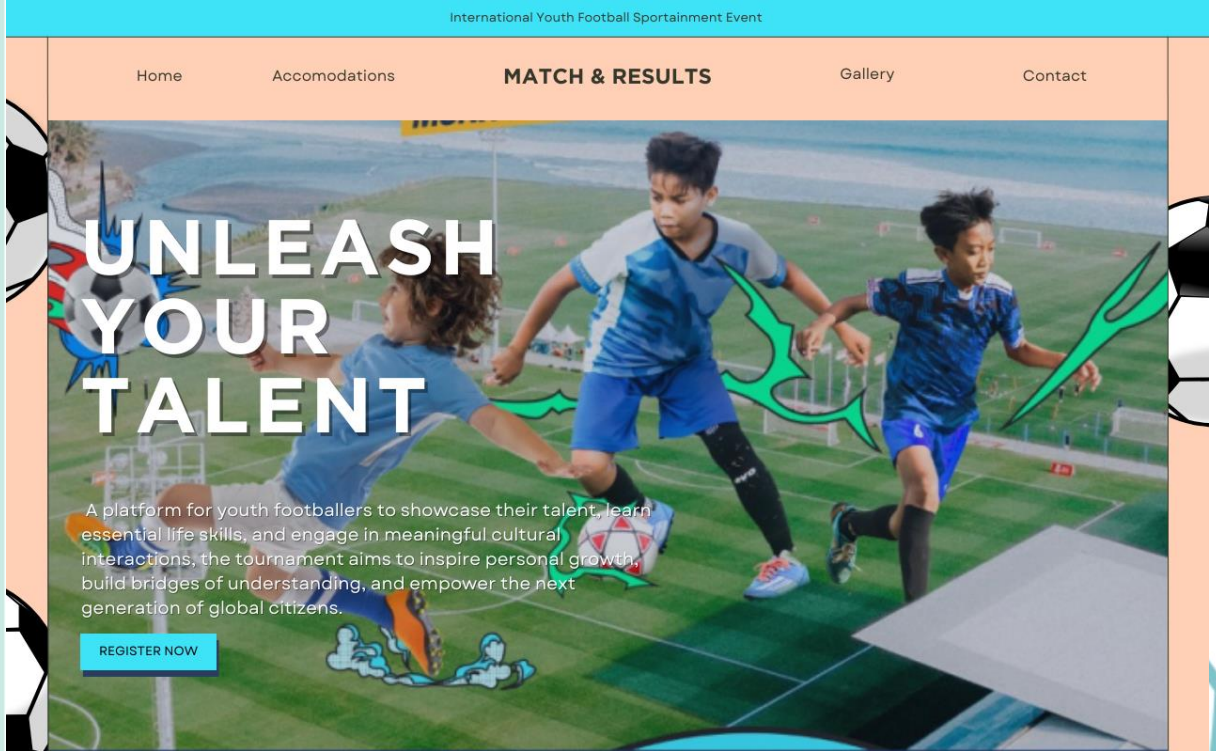 International Youth Football Sportainment Event
Home Accomodations MATCH & RESULTS Gallery Contact
UNLEASH
YOUR
TALENT
A platform for youth footballers to showcase their talent, learn
essential life skills, and engage in meaningful cultural
interactions, the tournament aims to inspire personal growth,
build bridges of understanding, and empower the next
generation of global citizens.
REGISTER NOW